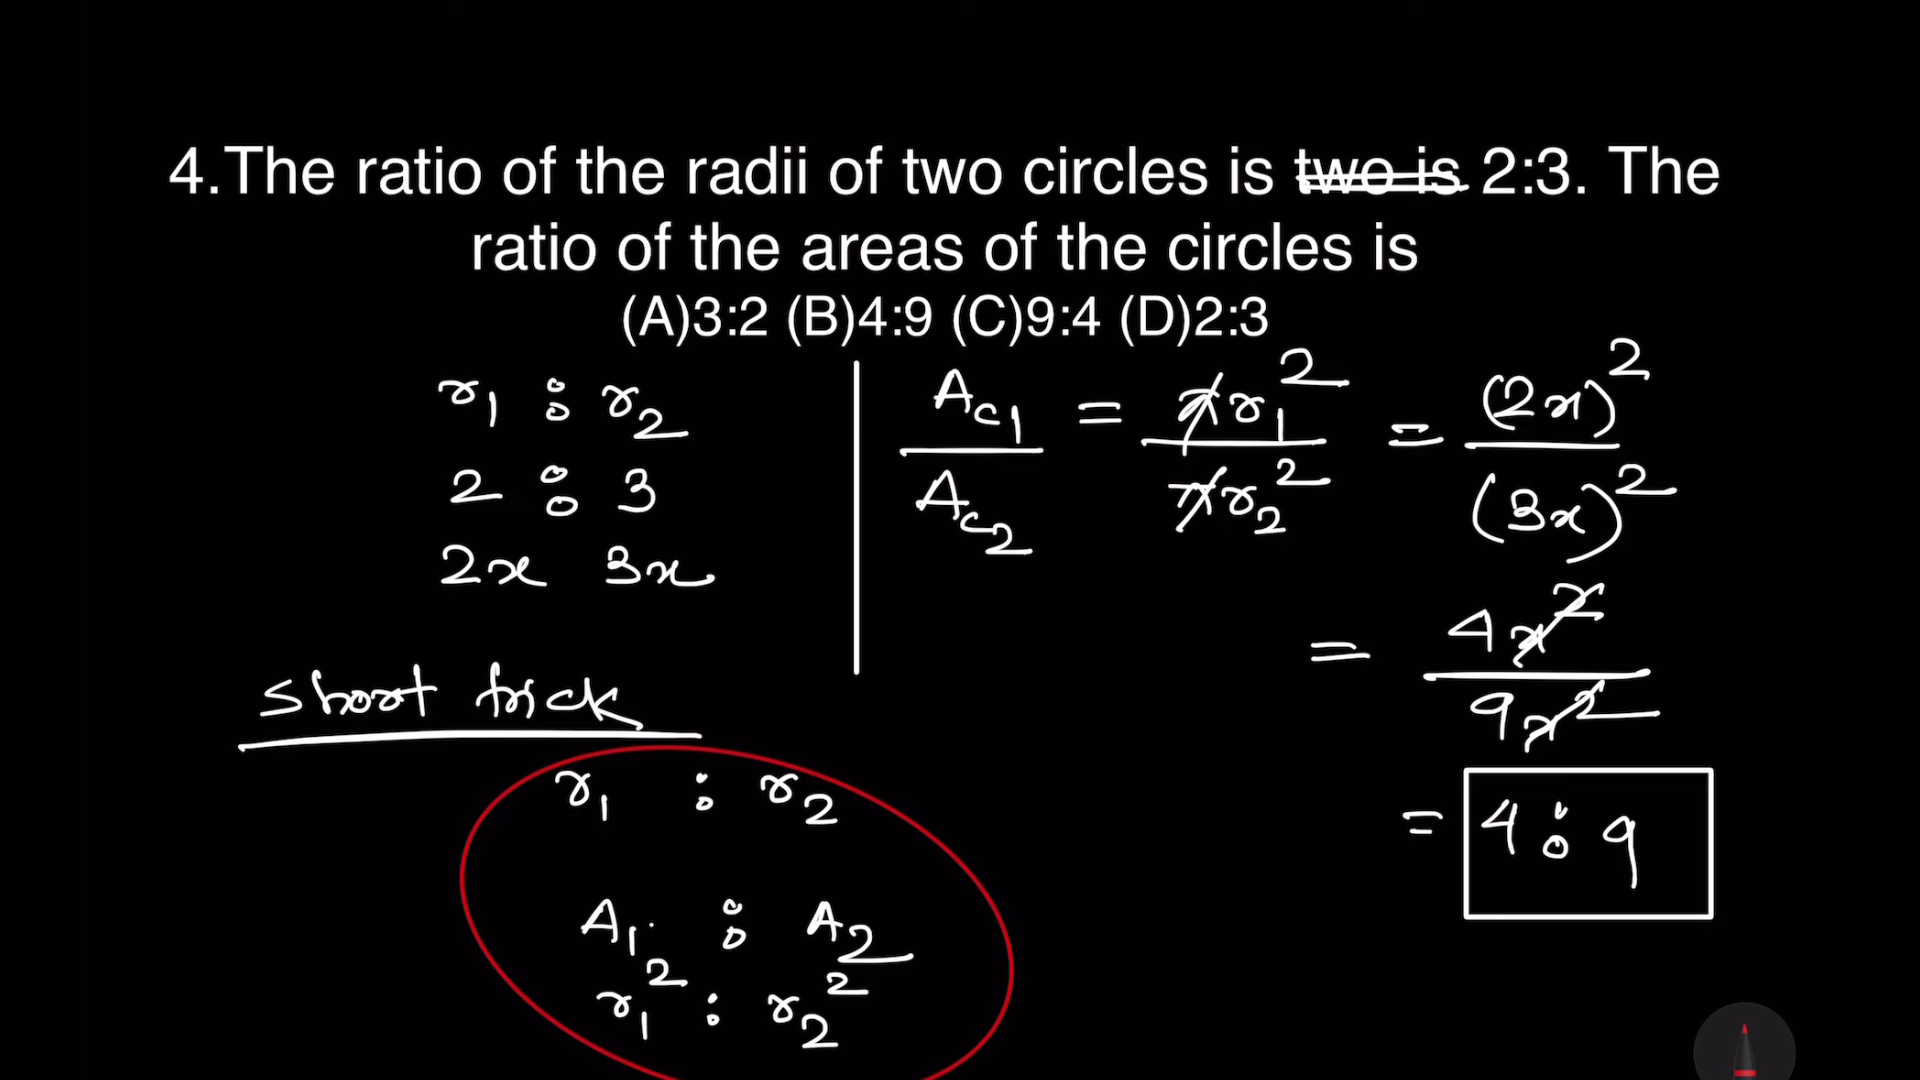 4.The ratio of the radii of two circles is two is 2:3. The
ratio of the areas of the circles is
(A)3:2 (B)4:9 (C)9:4 (D)2:3
r₁ : r₂
2 : 3
2x 3x
A_c₁ / A_c₂ = πr₁² / πr₂² = (2x)² / (3x)²
= 4x² / 9x²
= 4 : 9
short trick
r₁ : r₂
A₁ : A₂
r₁² : r₂²